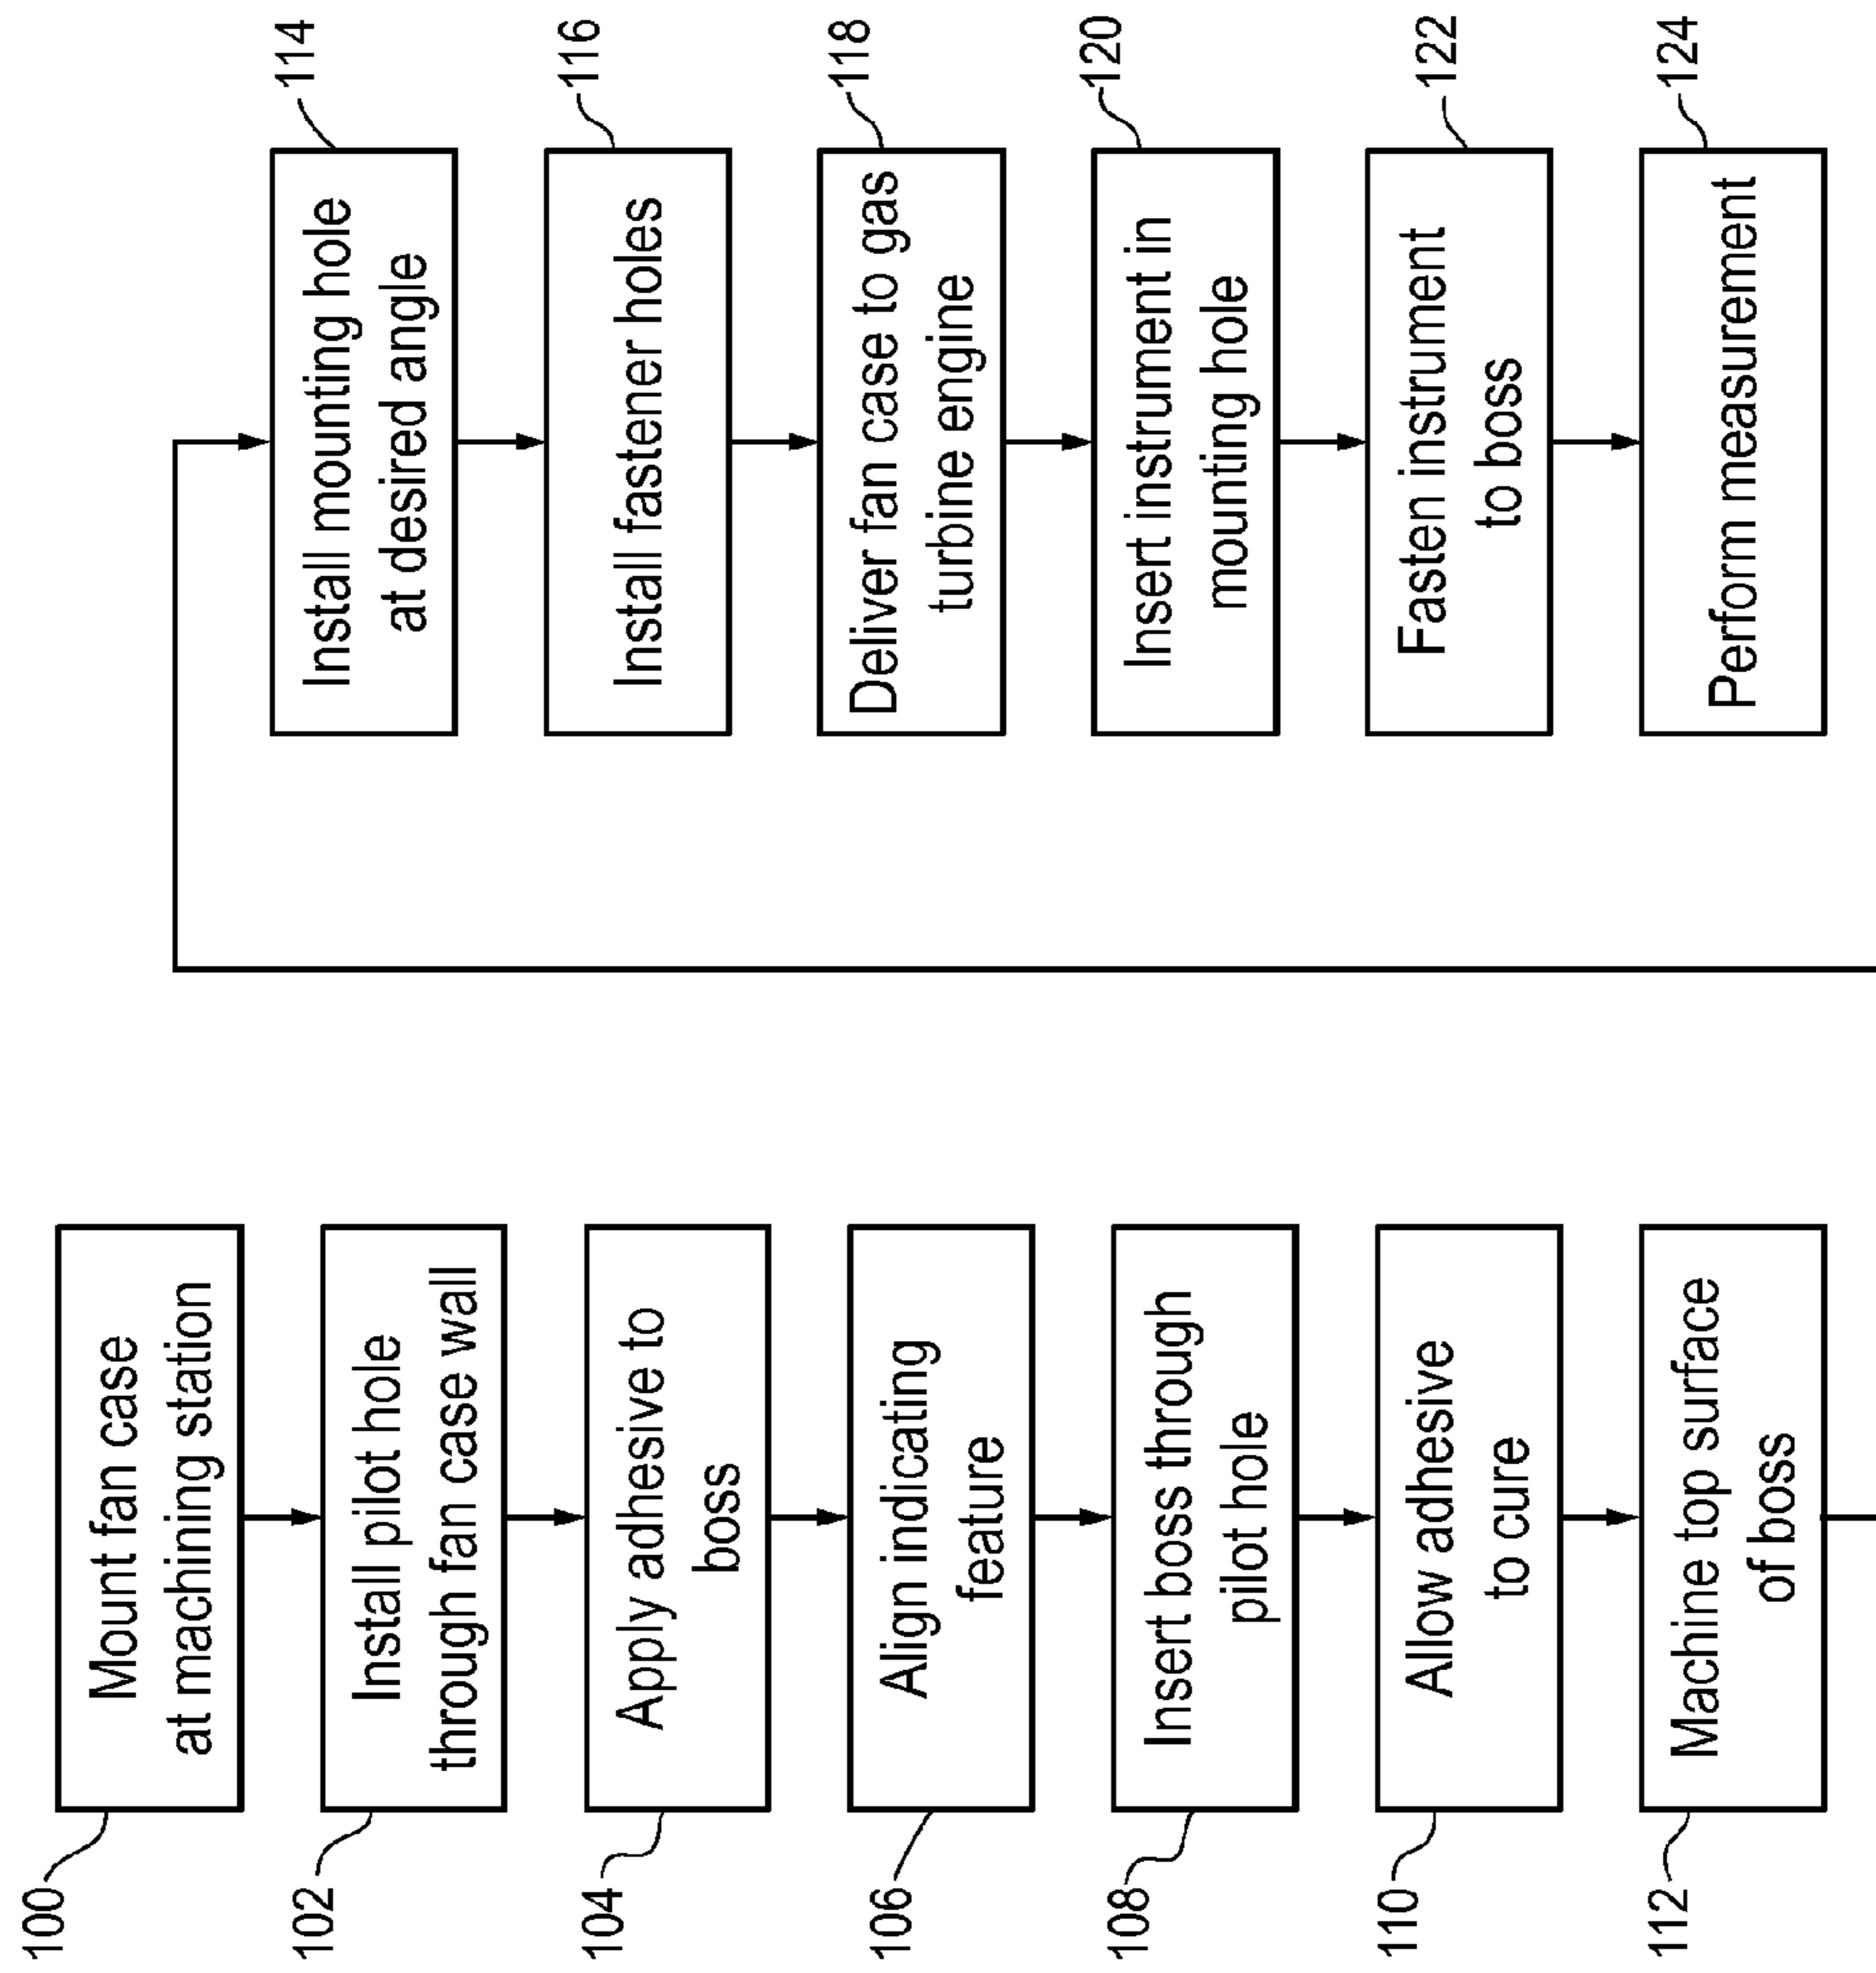 100
Mount fan case
at machining station
102
Install pilot hole
through fan case wall
104
Apply adhesive to
boss
106
Align indicating
feature
108
Insert boss through
pilot hole
110
Allow adhesive
to cure
112
Machine top surface
of boss
114
Install mounting hole
at desired angle
116
Install fastener holes
118
Deliver fan case to gas
turbine engine
120
Insert instrument in
mounting hole
122
Fasten instrument
to boss
124
Perform measurement